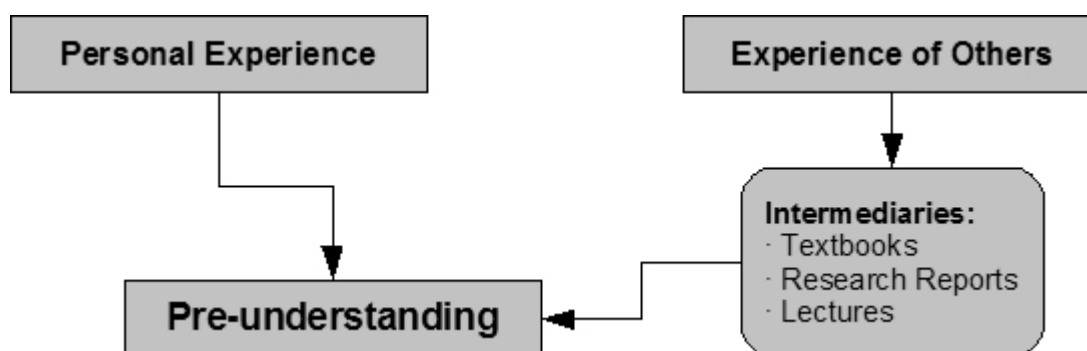 Personal Experience
Experience of Others
Intermediaries:
· Textbooks
· Research Reports
· Lectures
Pre-understanding